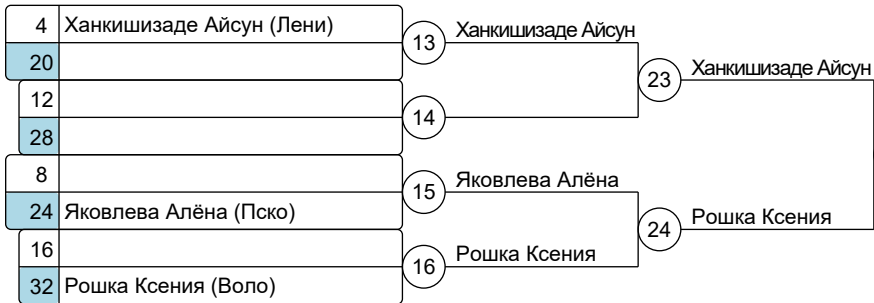 4 Ханкишизаде Айсун (Лени)
20
12
28
8
24 Яковлева Алёна (Пско)
16
32 Рошка Ксения (Воло)
13 Ханкишизаде Айсун
14
15 Яковлева Алёна
16 Рошка Ксения
23 Ханкишизаде Айсун
24 Рошка Ксения